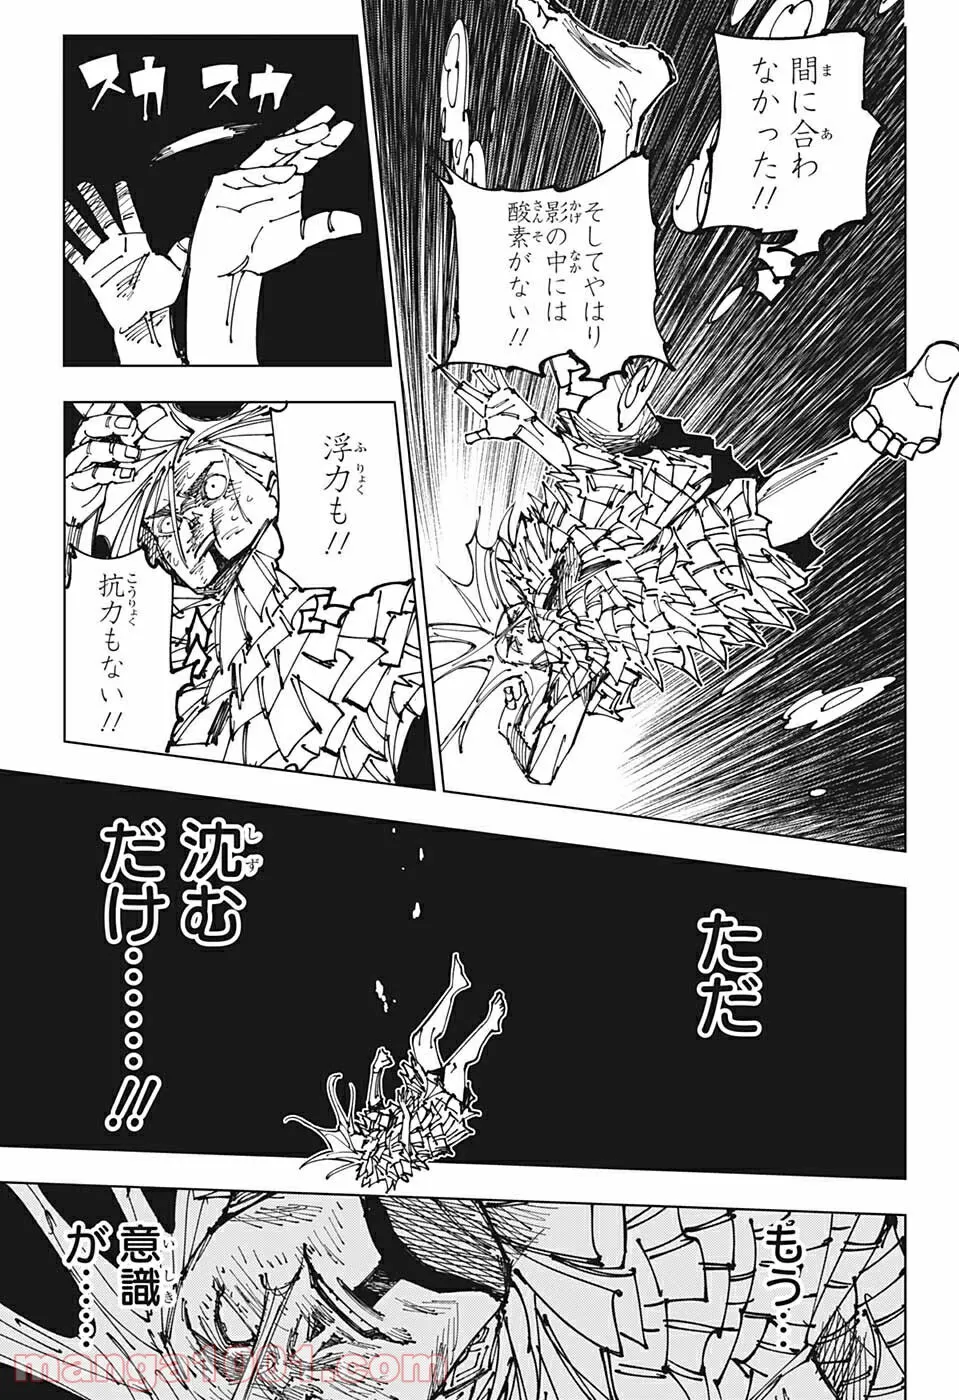 間に合わ
なかった!!
そしてやはり
影の中には
酸素がない!!
スカ スカ
浮力も!!
抗力もない!!
ただ
沈む
だけ………!!
もう…
意識
が……
manga1001.com